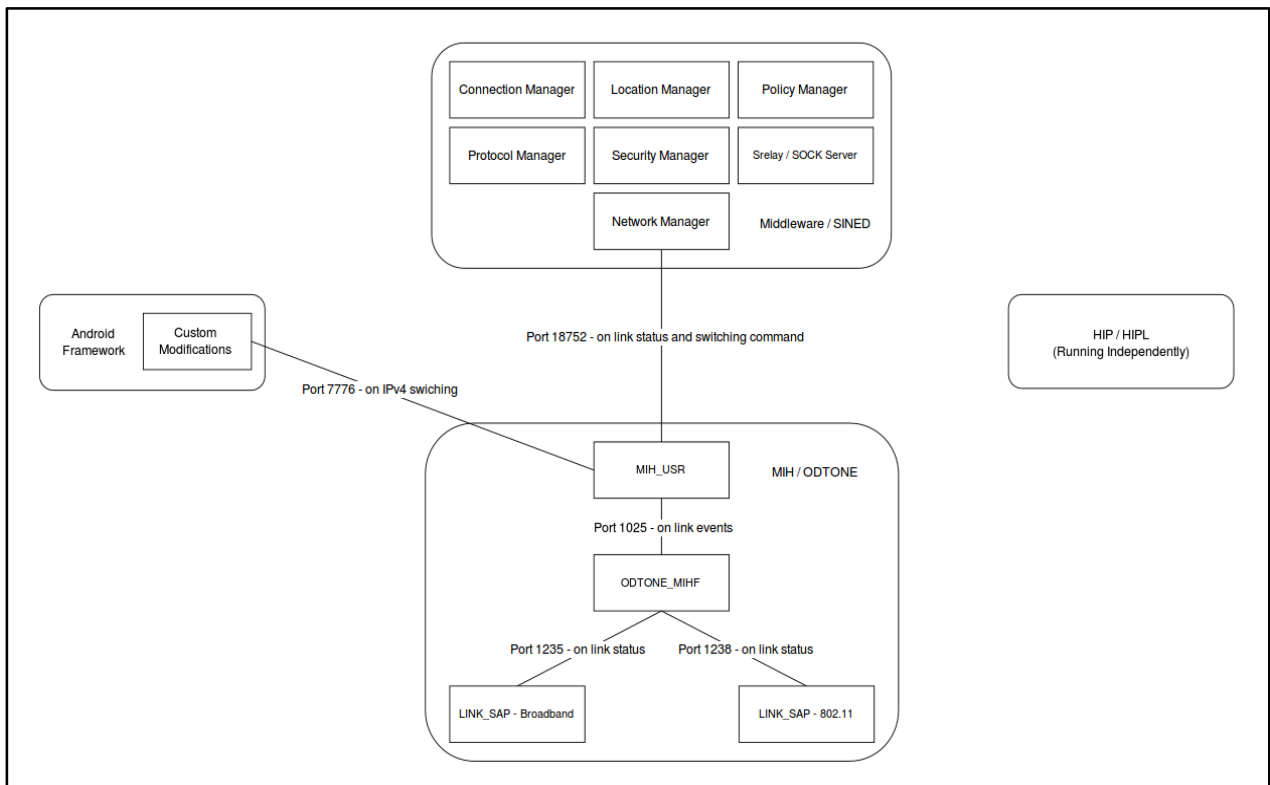 Connection Manager
Location Manager
Policy Manager
Protocol Manager
Security Manager
Srelay / SOCK Server
Network Manager
Middleware / SINED
Android
Framework
Custom
Modifications
Port 18752 - on link status and switching command
HIP / HIPL
(Running Independently)
Port 7776 - on IPv4 swiching
MIH_USR
MIH / ODTONE
Port 1025 - on link events
ODTONE_MIHF
Port 1235 - on link status
Port 1238 - on link status
LINK_SAP - Broadband
LINK_SAP - 802.11